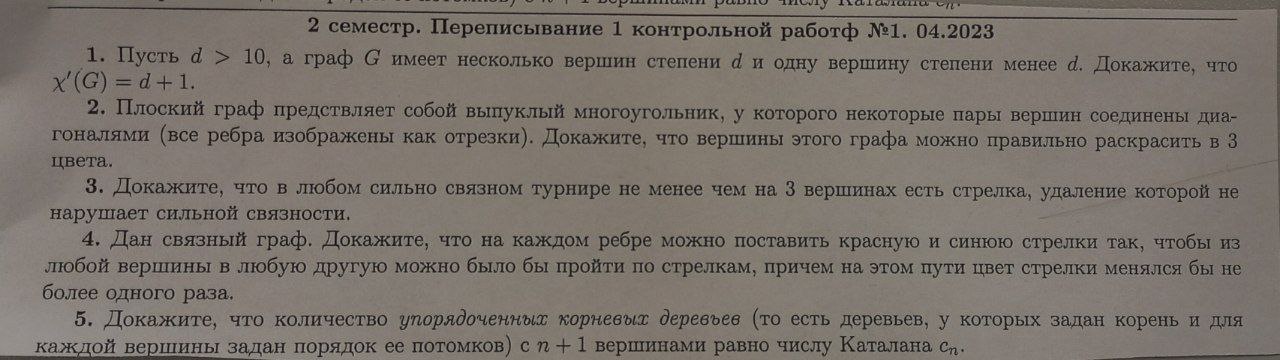 2 семестр. Переписывание 1 контрольной работф №1. 04.2023
1. Пусть d > 10, а граф G имеет несколько вершин степени d и одну вершину степени менее d. Докажите, что
χ′(G) = d + 1.
2. Плоский граф предствляет собой выпуклый многоугольник, у которого некоторые пары вершин соединены диа-
гоналями (все ребра изображены как отрезки). Докажите, что вершины этого графа можно правильно раскрасить в 3
цвета.
3. Докажите, что в любом сильно связном турнире не менее чем на 3 вершинах есть стрелка, удаление которой не
нарушает сильной связности.
4. Дан связный граф. Докажите, что на каждом ребре можно поставить красную и синюю стрелки так, чтобы из
любой вершины в любую другую можно было бы пройти по стрелкам, причем на этом пути цвет стрелки менялся бы не
более одного раза.
5. Докажите, что количество упорядоченных корневых деревьев (то есть деревьев, у которых задан корень и для
каждой вершины задан порядок ее потомков) с n + 1 вершинами равно числу Каталана cₙ.